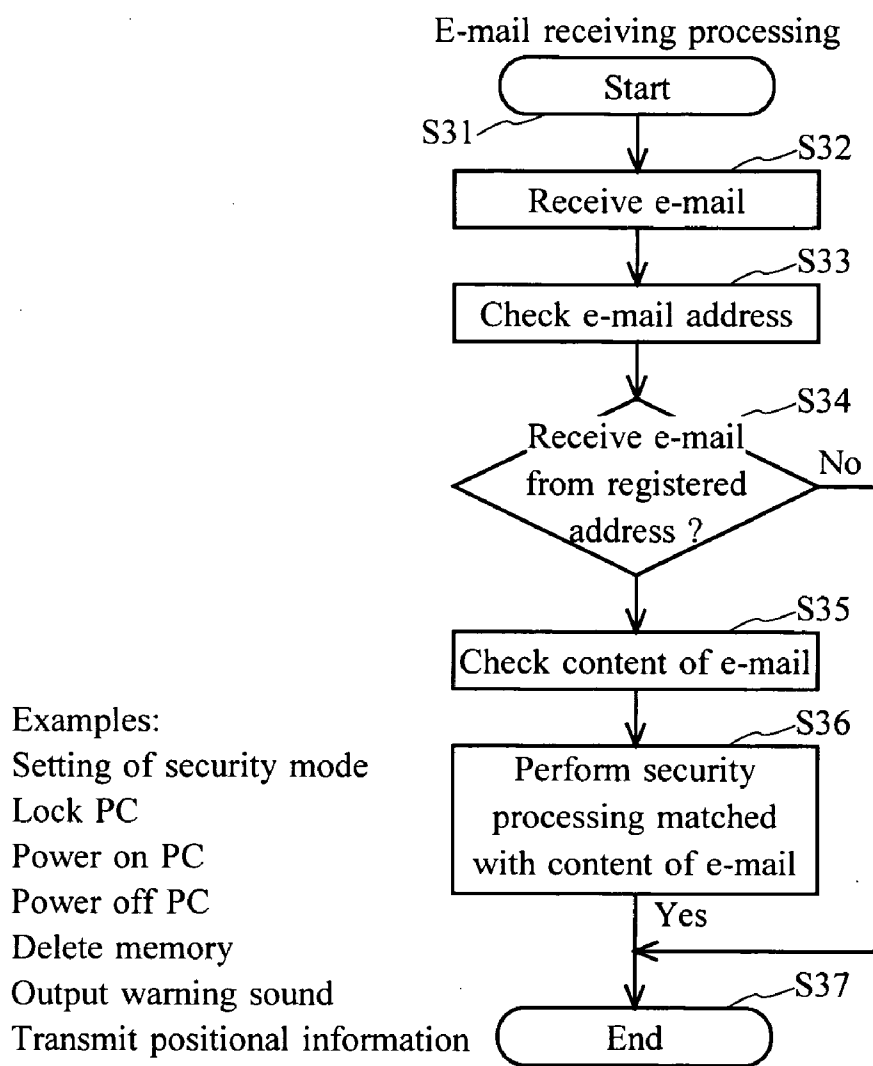 E-mail receiving processing
Start
S31
S32
Receive e-mail
S33
Check e-mail address
S34
Receive e-mail
from registered
address ?
No
S35
Check content of e-mail
S36
Perform security
processing matched
with content of e-mail
Yes
S37
End
Examples:
Setting of security mode
Lock PC
Power on PC
Power off PC
Delete memory
Output warning sound
Transmit positional information